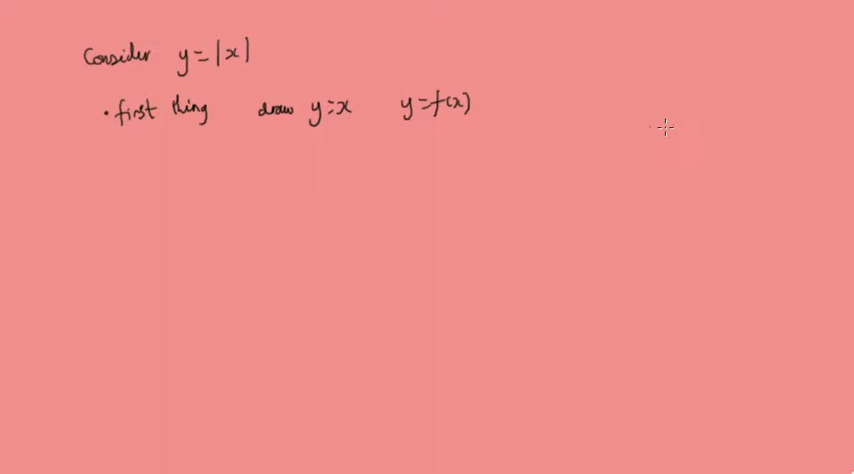 Consider y=|x|
• first thing draw y=x y=f(x)